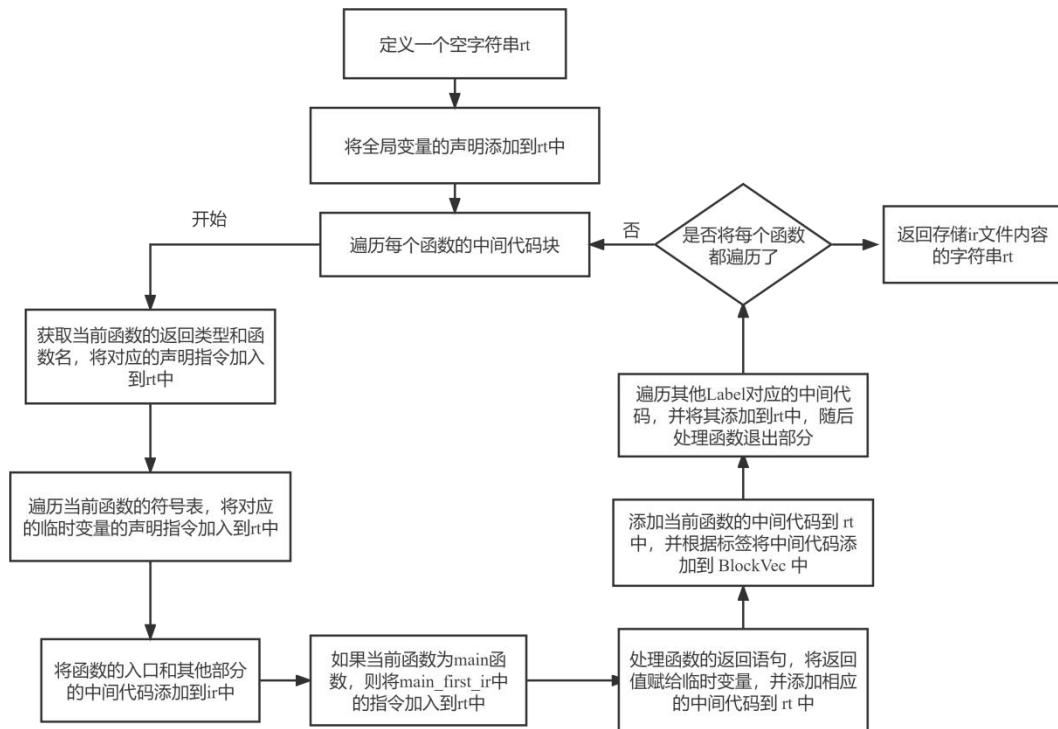 定义一个空字符串rt
将全局变量的声明添加到rt中
开始
遍历每个函数的中间代码块
否
是否将每个函数
都遍历了
返回存储ir文件内容
的字符串rt
获取当前函数的返回类型和函
数名，将对应的声明指令加入
到rt中
遍历当前函数的符号表，将对应
的临时变量的声明指令加入到rt中
将函数的入口和其他部分
的中间代码添加到ir中
如果当前函数为main函
数，则将main_first_ir中
的指令加入到rt中
处理函数的返回语句，将返回
值赋给临时变量，并添加相应
的中间代码到 rt 中
添加当前函数的中间代码到 rt
中，并根据标签将中间代码添
加到 BlockVec 中
遍历其他Label对应的中间代
码，并将其添加到rt中，随后
处理函数退出部分